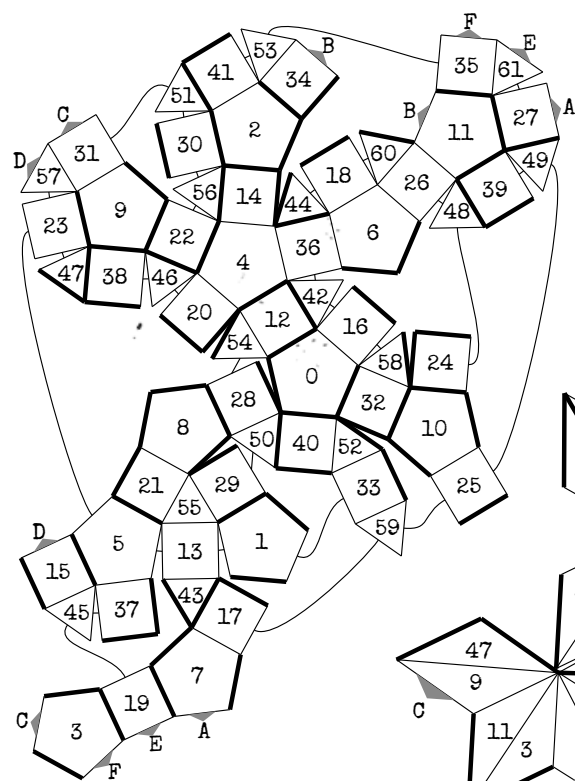 F
53 B E
41 34 35 61
51 A
C B 27
2 11
30 60 49
31 18
D 57 56 14 44 26 39
9 48
23 22 36 6
4
47 38 46 42
20 12 16
54 58 24
0
28 32
8 10
50 40 52
21 29 33 25
55
59
5 13 1
D
15 43
45 37 17
47
7 9
19 C
C 3 E A 11
F 3